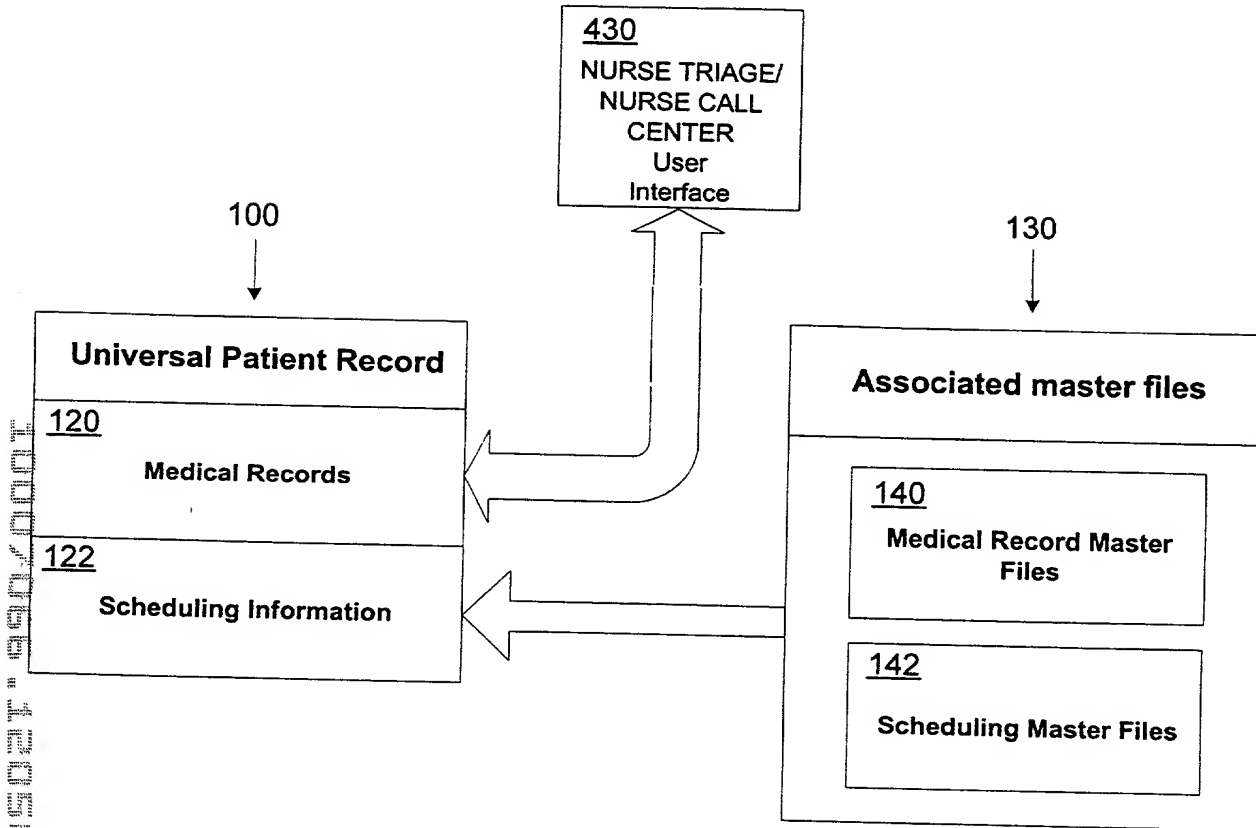 430
NURSE TRIAGE/
NURSE CALL
CENTER
User
Interface
100
130
Universal Patient Record
120
Medical Records
122
Scheduling Information
Associated master files
140
Medical Record Master
Files
142
Scheduling Master Files